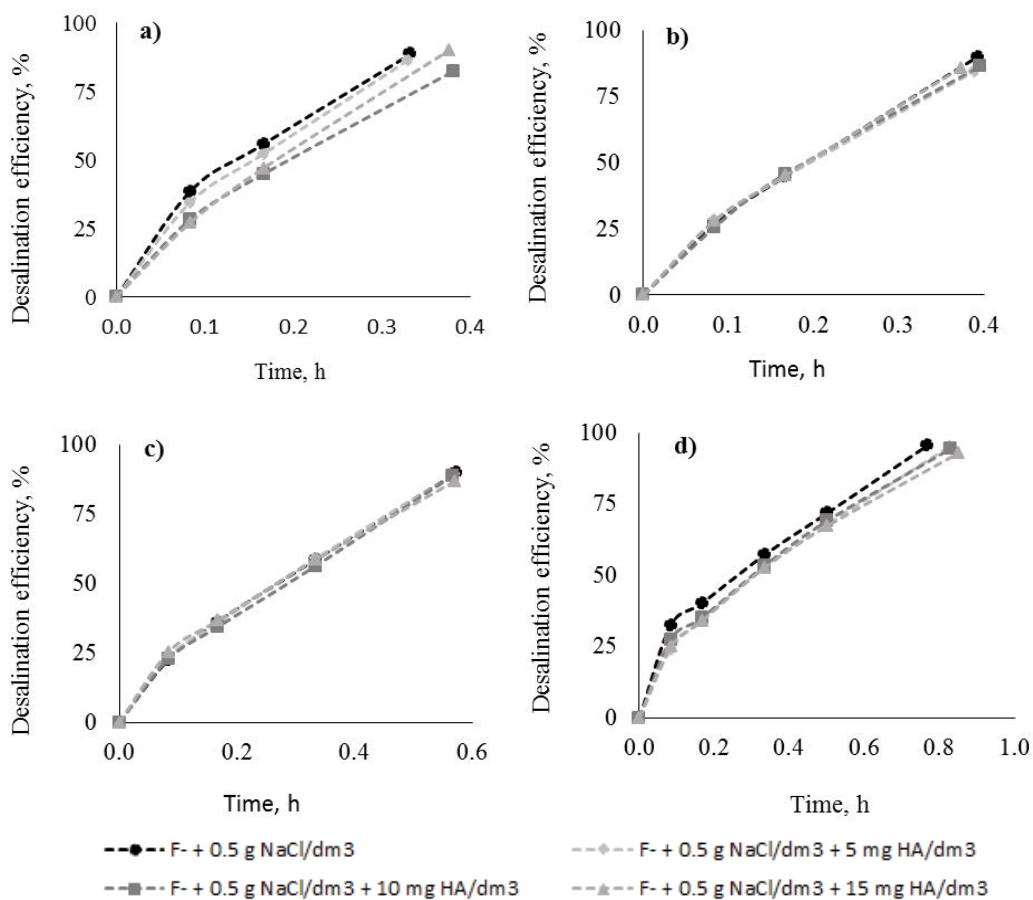 a)
Desalination efficiency, %
100
75
50
25
0
0.0 0.1 0.2 0.3 0.4
Time, h
b)
Desalination efficiency, %
100
75
50
25
0
0.0 0.1 0.2 0.3 0.4
Time, h
c)
Desalination efficiency, %
100
75
50
25
0
0.0 0.2 0.4 0.6
Time, h
d)
Desalination efficiency, %
100
75
50
25
0
0.0 0.2 0.4 0.6 0.8 1.0
Time, h
F- + 0.5 g NaCl/dm3
F- + 0.5 g NaCl/dm3 + 5 mg HA/dm3
F- + 0.5 g NaCl/dm3 + 10 mg HA/dm3
F- + 0.5 g NaCl/dm3 + 15 mg HA/dm3